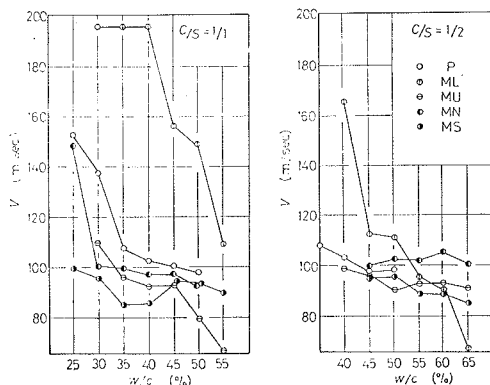 200
180
160
140
120
100
80
V (m/sec)
C/S = 1/1
25 30 35 40 45 50 55
w/c (%)
200
180
160
140
120
100
80
V (m/sec)
C/S = 1/2
P
ML
MU
MN
MS
40 45 50 55 60 65
w/c (%)